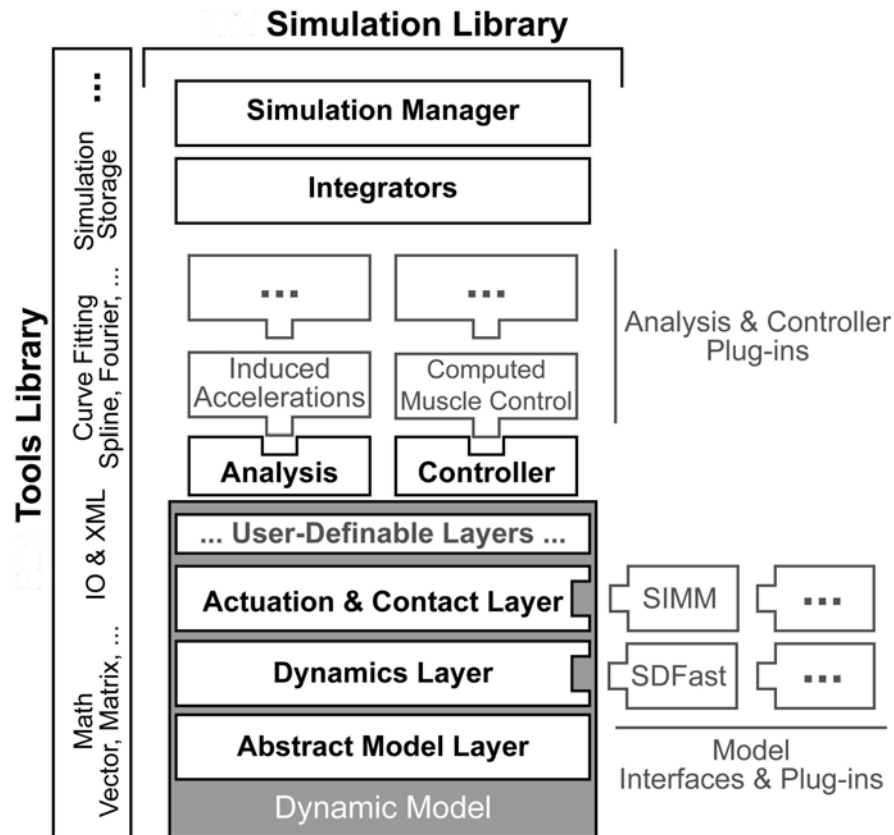 Simulation Library
Tools Library
...
Simulation
Storage
Curve Fitting
Spline, Fourier, ...
IO & XML
Math
Vector, Matrix, ...
Simulation Manager
Integrators
...
...
Induced
Accelerations
Computed
Muscle Control
Analysis & Controller
Plug-ins
Analysis
Controller
... User-Definable Layers ...
Actuation & Contact Layer
SIMM
...
Dynamics Layer
SDFast
...
Abstract Model Layer
Model
Interfaces & Plug-ins
Dynamic Model